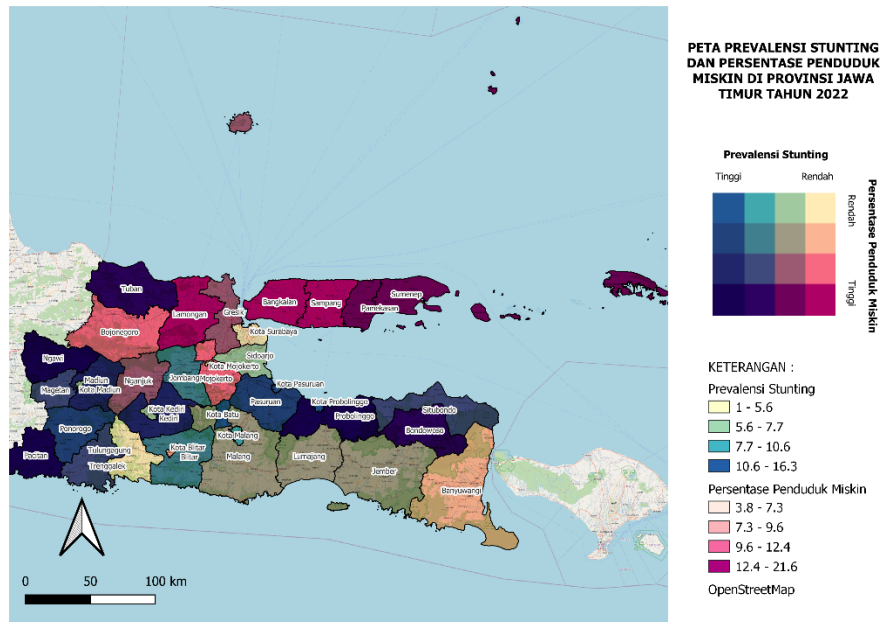 PETA PREVALENSI STUNTING
DAN PERSENTASE PENDUDUK
MISKIN DI PROVINSI JAWA
TIMUR TAHUN 2022
Prevalensi Stunting
Tinggi
Rendah
Persentase Penduduk Miskin
Rendah
Tinggi
KETERANGAN :
Prevalensi Stunting
1 - 5.6
5.6 - 7.7
7.7 - 10.6
10.6 - 16.3
Persentase Penduduk Miskin
3.8 - 7.3
7.3 - 9.6
9.6 - 12.4
12.4 - 21.6
OpenStreetMap
Tuban
Lamongan
Gresik
Bangkalan
Sampang
Pamekasan
Sumenep
Bojonegoro
Kota Surabaya
Ngawi
Sidoarjo
Magetan
Madiun
Kota Madiun
Nganjuk
Jombang
Kota Mojokerto
Mojokerto
Kota Pasuruan
Pasuruan
Kota Kediri
Kediri
Kota Batu
Kota Probolinggo
Probolinggo
Situbondo
Ponorogo
Bondowoso
Kota Malang
Malang
Pacitan
Tulungagung
Trenggalek
Kota Blitar
Blitar
Lumajang
Jember
Banyuwangi
0
50
100 km